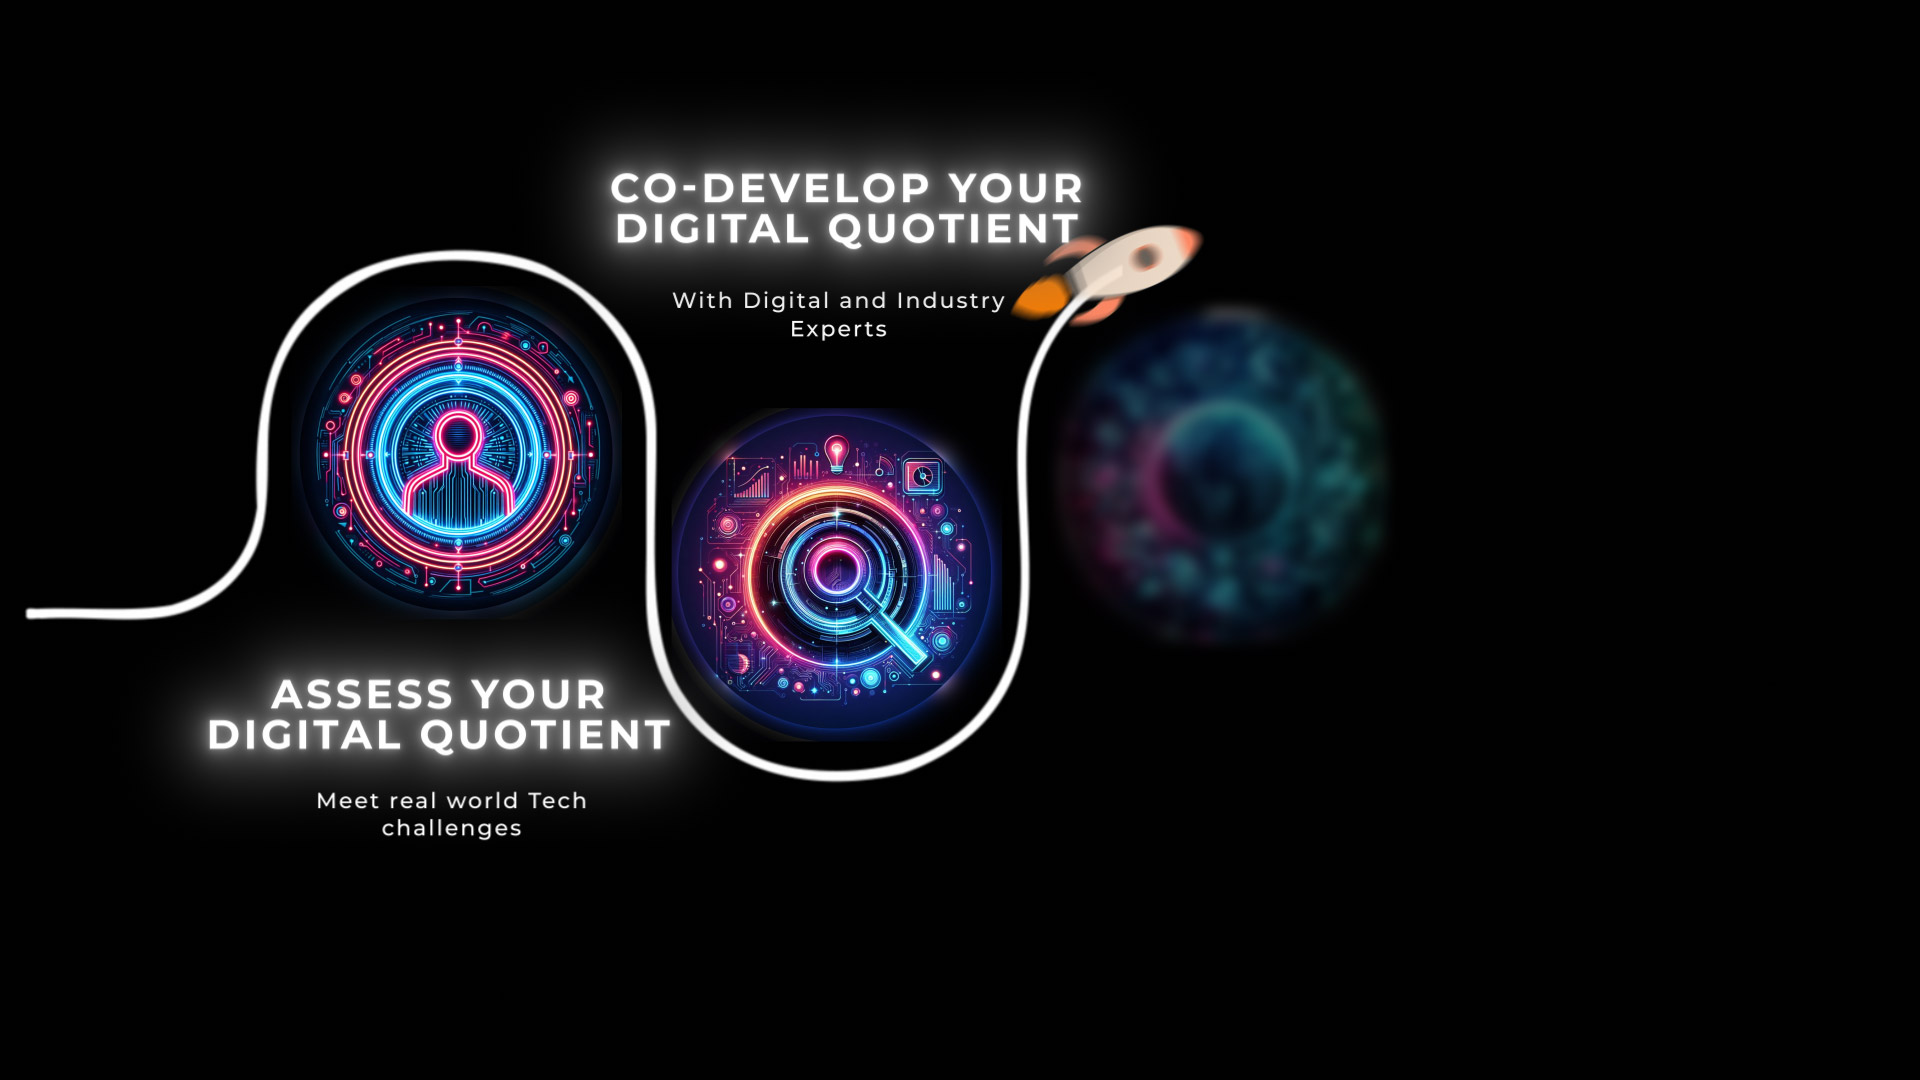 CO-DEVELOP YOUR
DIGITAL QUOTIENT
With Digital and Industry
Experts
ASSESS YOUR
DIGITAL QUOTIENT
Meet real world Tech
challenges